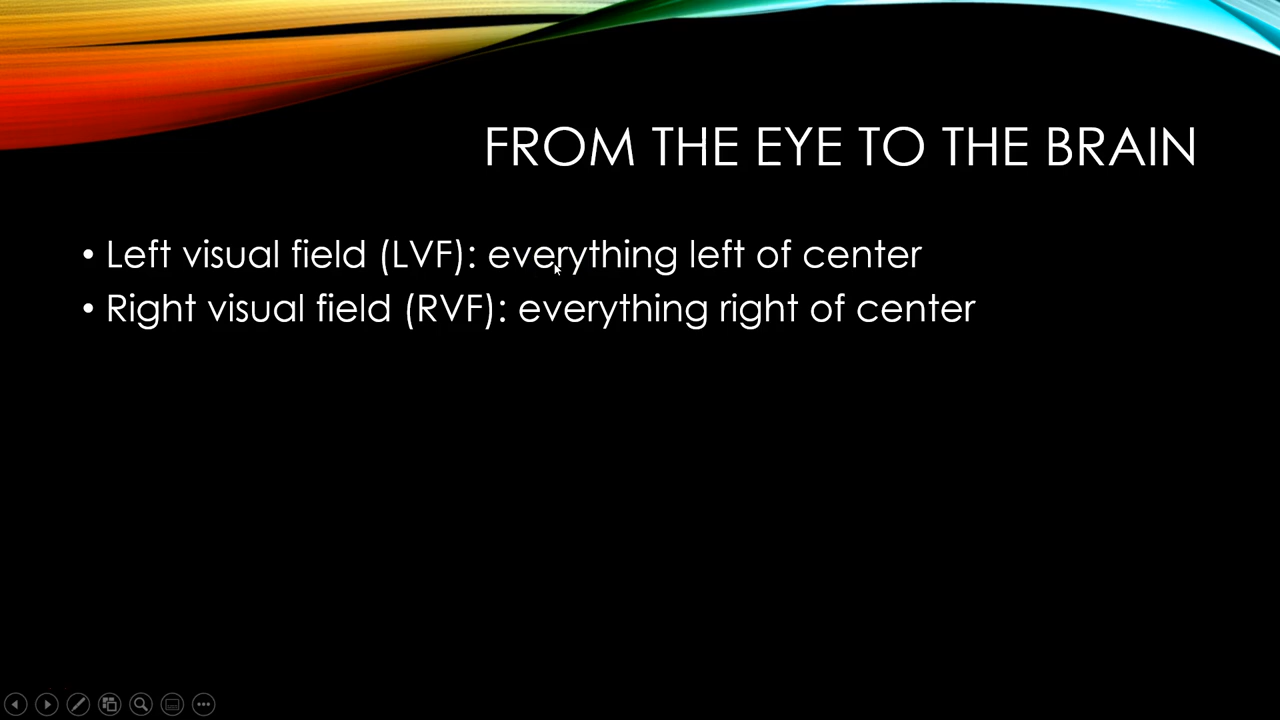 FROM THE EYE TO THE BRAIN
• Left visual field (LVF): everything left of center
• Right visual field (RVF): everything right of center